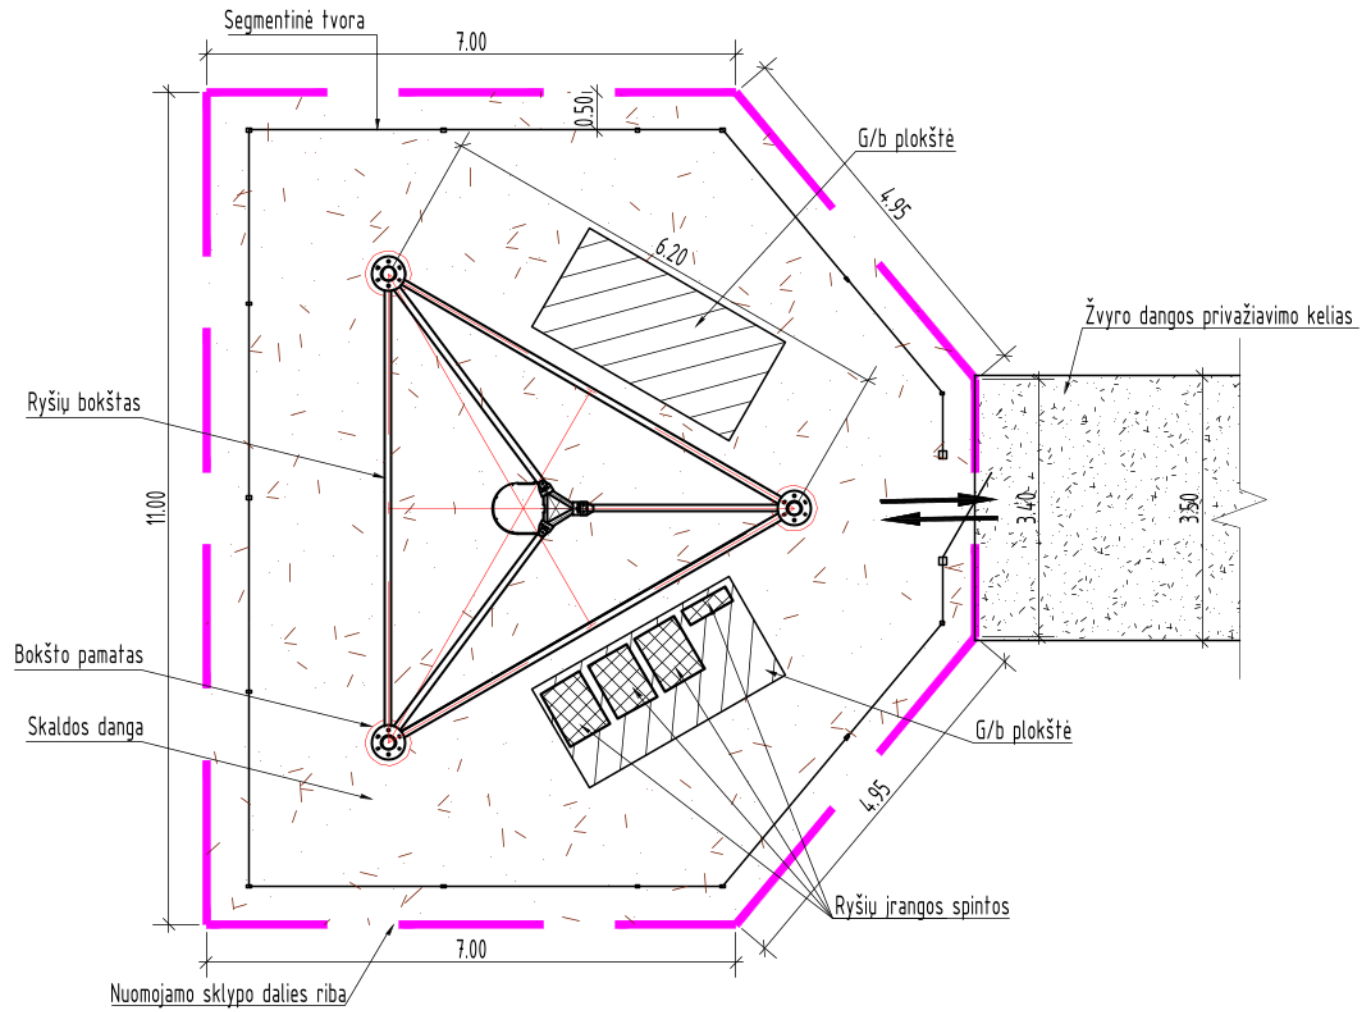 Segmentinė tvora
7.00
0.50
G/b plokštė
4.95
6.20
Žvyro dangos privažiavimo kelias
Ryšių bokštas
11.00
3.40
3.50
Bokšto pamatas
Skaldos danga
G/b plokštė
4.95
Ryšių įrangos spintos
7.00
Nuomojamo sklypo dalies riba